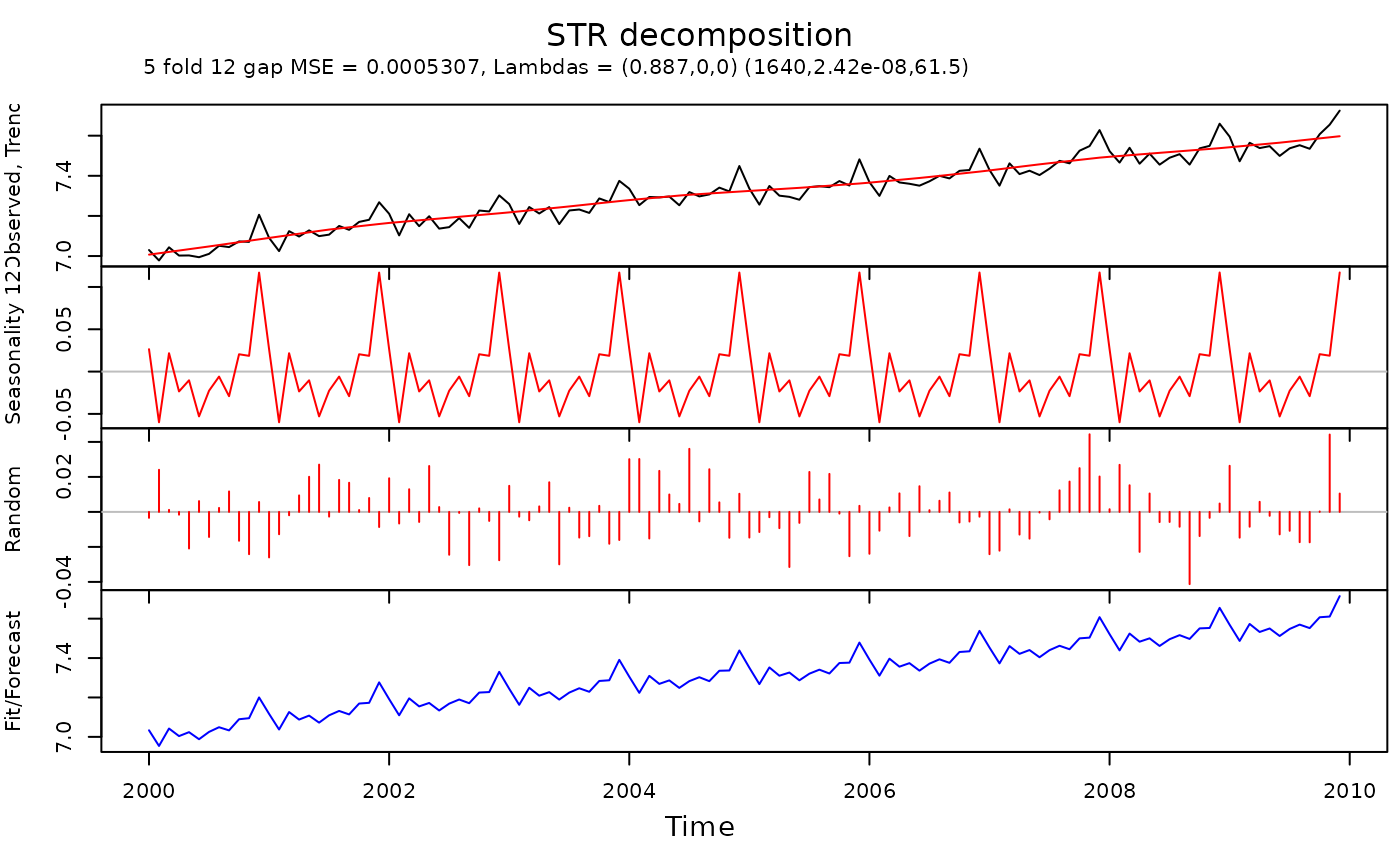 STR decomposition
5 fold 12 gap MSE = 0.0005307, Lambdas = (0.887,0,0) (1640,2.42e-08,61.5)
Observed, Trend
7.0 7.4
Seasonality 12
-0.05 0.05
Random
-0.04 0.02
Fit/Forecast
7.0 7.4
2000 2002 2004 2006 2008 2010
Time